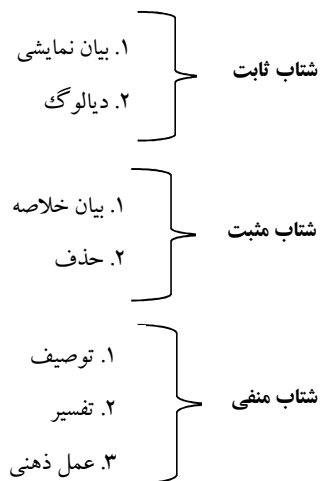 شتاب ثابت
۱. بیان نمایشی
۲. دیالوگ
شتاب مثبت
۱. بیان خلاصه
۲. حذف
شتاب منفی
۱. توصیف
۲. تفسیر
۳. عمل ذهنی